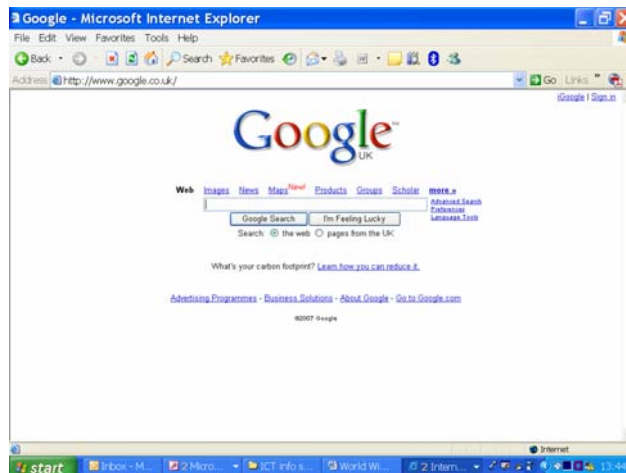 Google - Microsoft Internet Explorer
File Edit View Favorites Tools Help
Back Search Favorites
Address http://www.google.co.uk/ Go Links »
iGoogle | Sign in
Google™
UK
Web Images News Maps New! Products Groups Scholar more »
Advanced Search
Preferences
Language Tools
Google Search I'm Feeling Lucky
Search: the web pages from the UK
What's your carbon footprint? Learn how you can reduce it.
Advertising Programmes - Business Solutions - About Google - Go to Google.com
©2007 Google
Internet
start Inbox - M... 2 Micro... ICT info s... World Wi... 2 Intern... 13:44